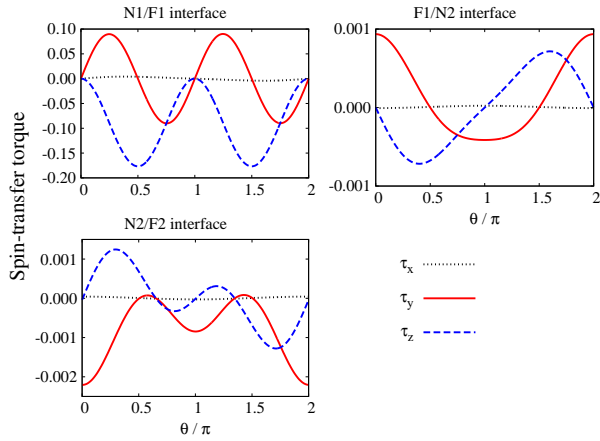 N1/F1 interface
F1/N2 interface
0.10
0.05
0.00
-0.05
-0.10
-0.15
-0.20
0 0.5 1 1.5 2
0.001
0.000
-0.001
0 0.5 1 1.5 2
θ / π
Spin-transfer torque
N2/F2 interface
0.001
0.000
-0.001
-0.002
0 0.5 1 1.5 2
θ / π
τx
τy
τz